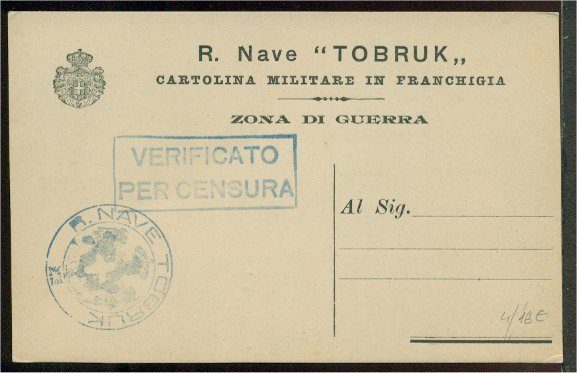 R. Nave "TOBRUK„
CARTOLINA MILITARE IN FRANCHIGIA
ZONA DI GUERRA
VERIFICATO
PER CENSURA
Al Sig.
R. NAVE TOBRUK